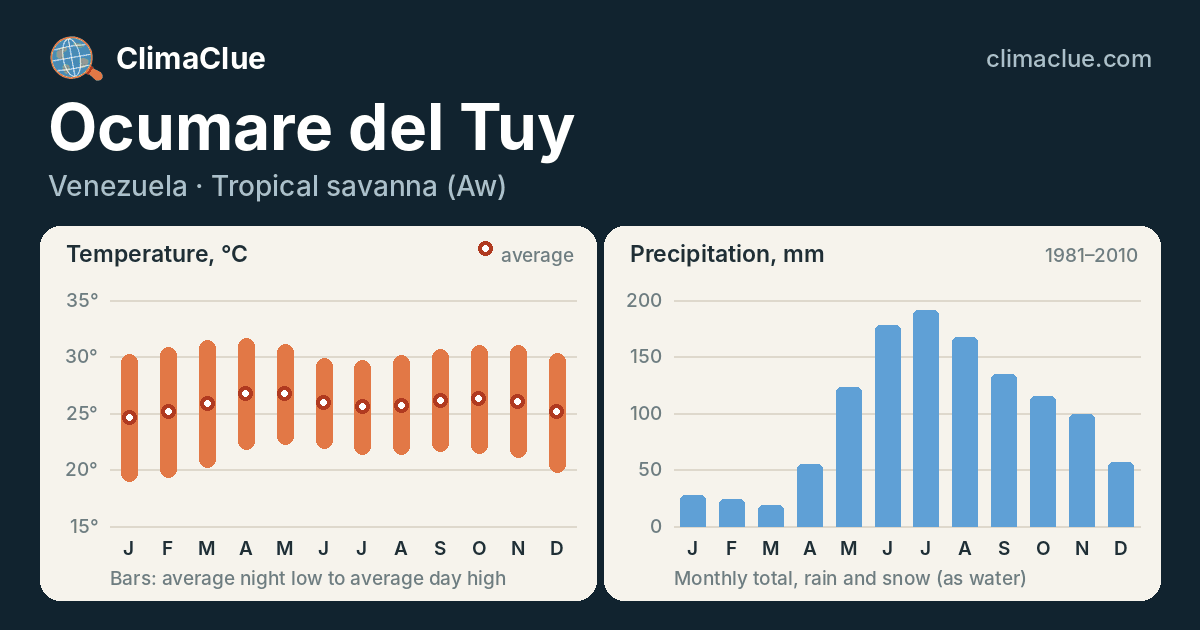 ClimaClue
climaclue.com
Ocumare del Tuy
Venezuela · Tropical savanna (Aw)
Temperature, °C
average
35°
30°
25°
20°
15°
J F M A M J J A S O N D
Bars: average night low to average day high
Precipitation, mm
1981–2010
200
150
100
50
0
J F M A M J J A S O N D
Monthly total, rain and snow (as water)